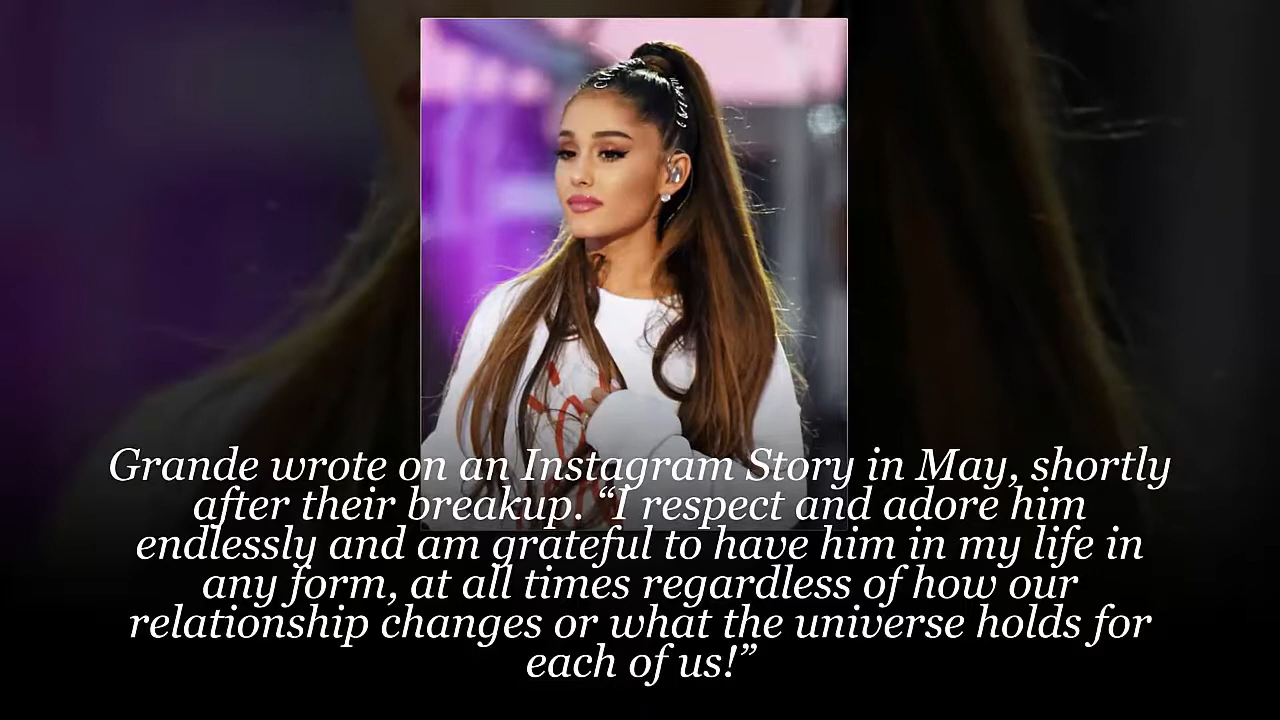 Grande wrote on an Instagram Story in May, shortly
after their breakup. “I respect and adore him
endlessly and am grateful to have him in my life in
any form, at all times regardless of how our
relationship changes or what the universe holds for
each of us!”